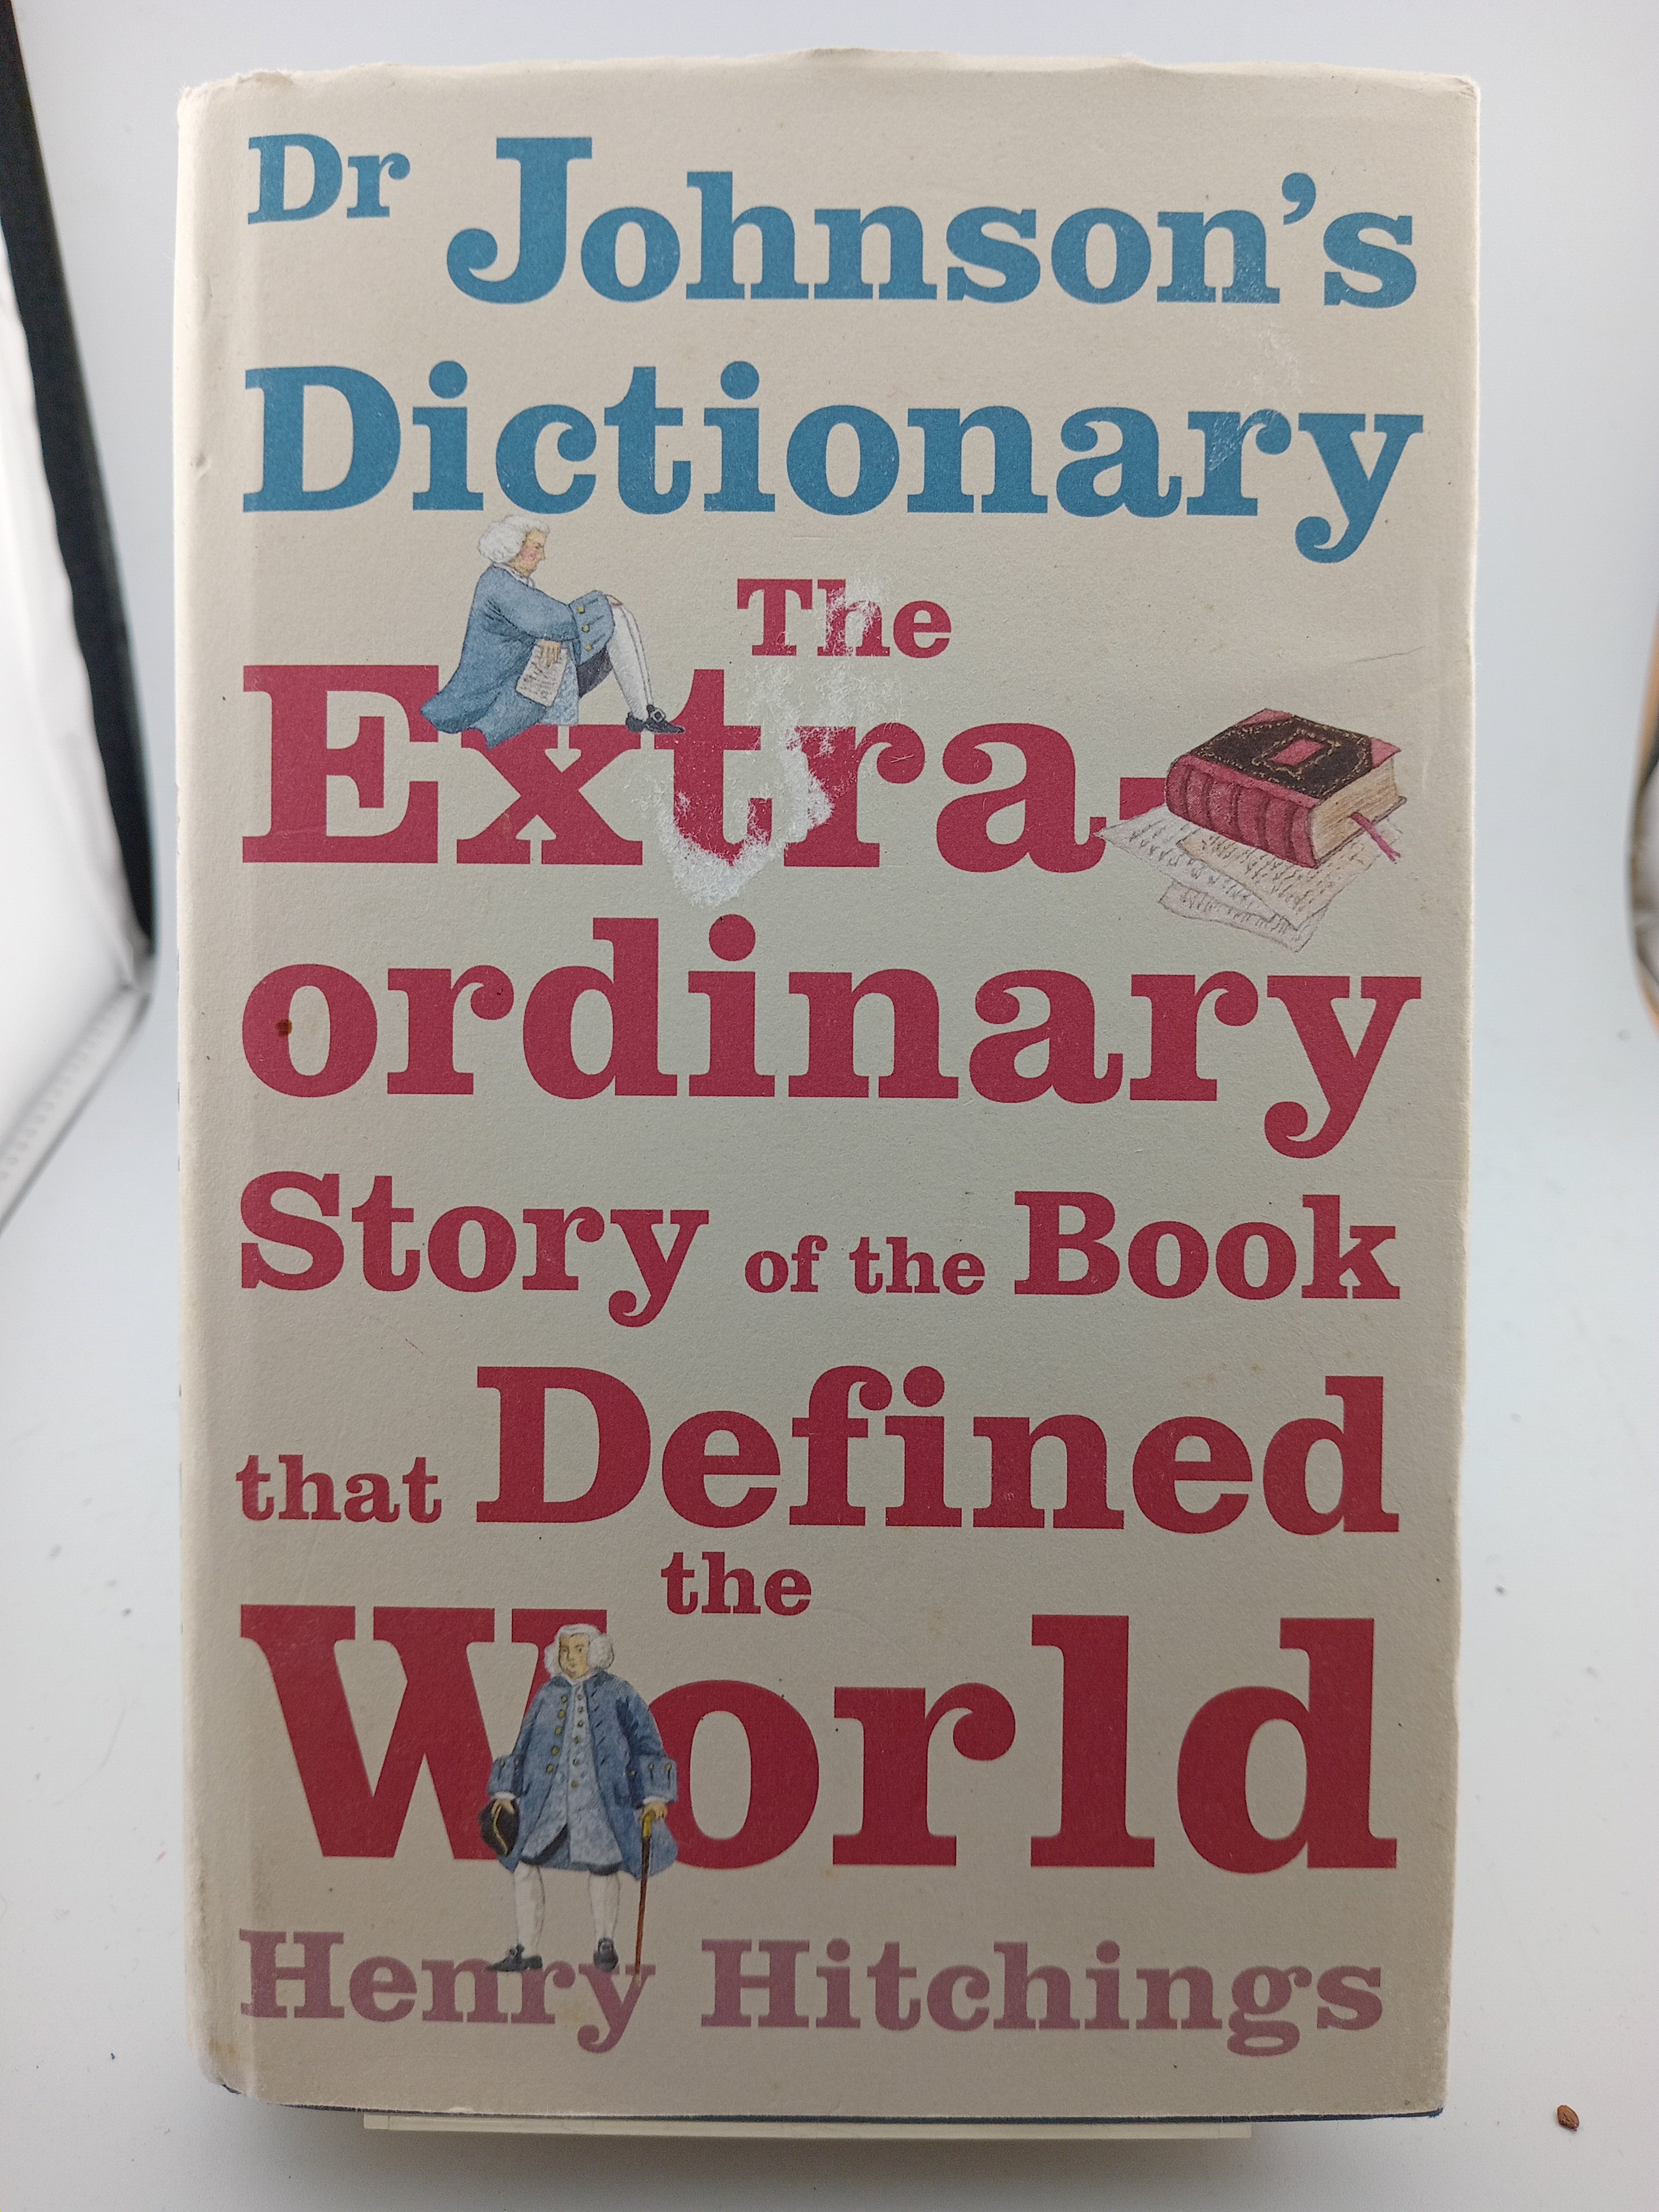 Dr Johnson's
Dictionary
The
Extra-
ordinary
Story of the Book
that Defined
the
World
Henry Hitchings